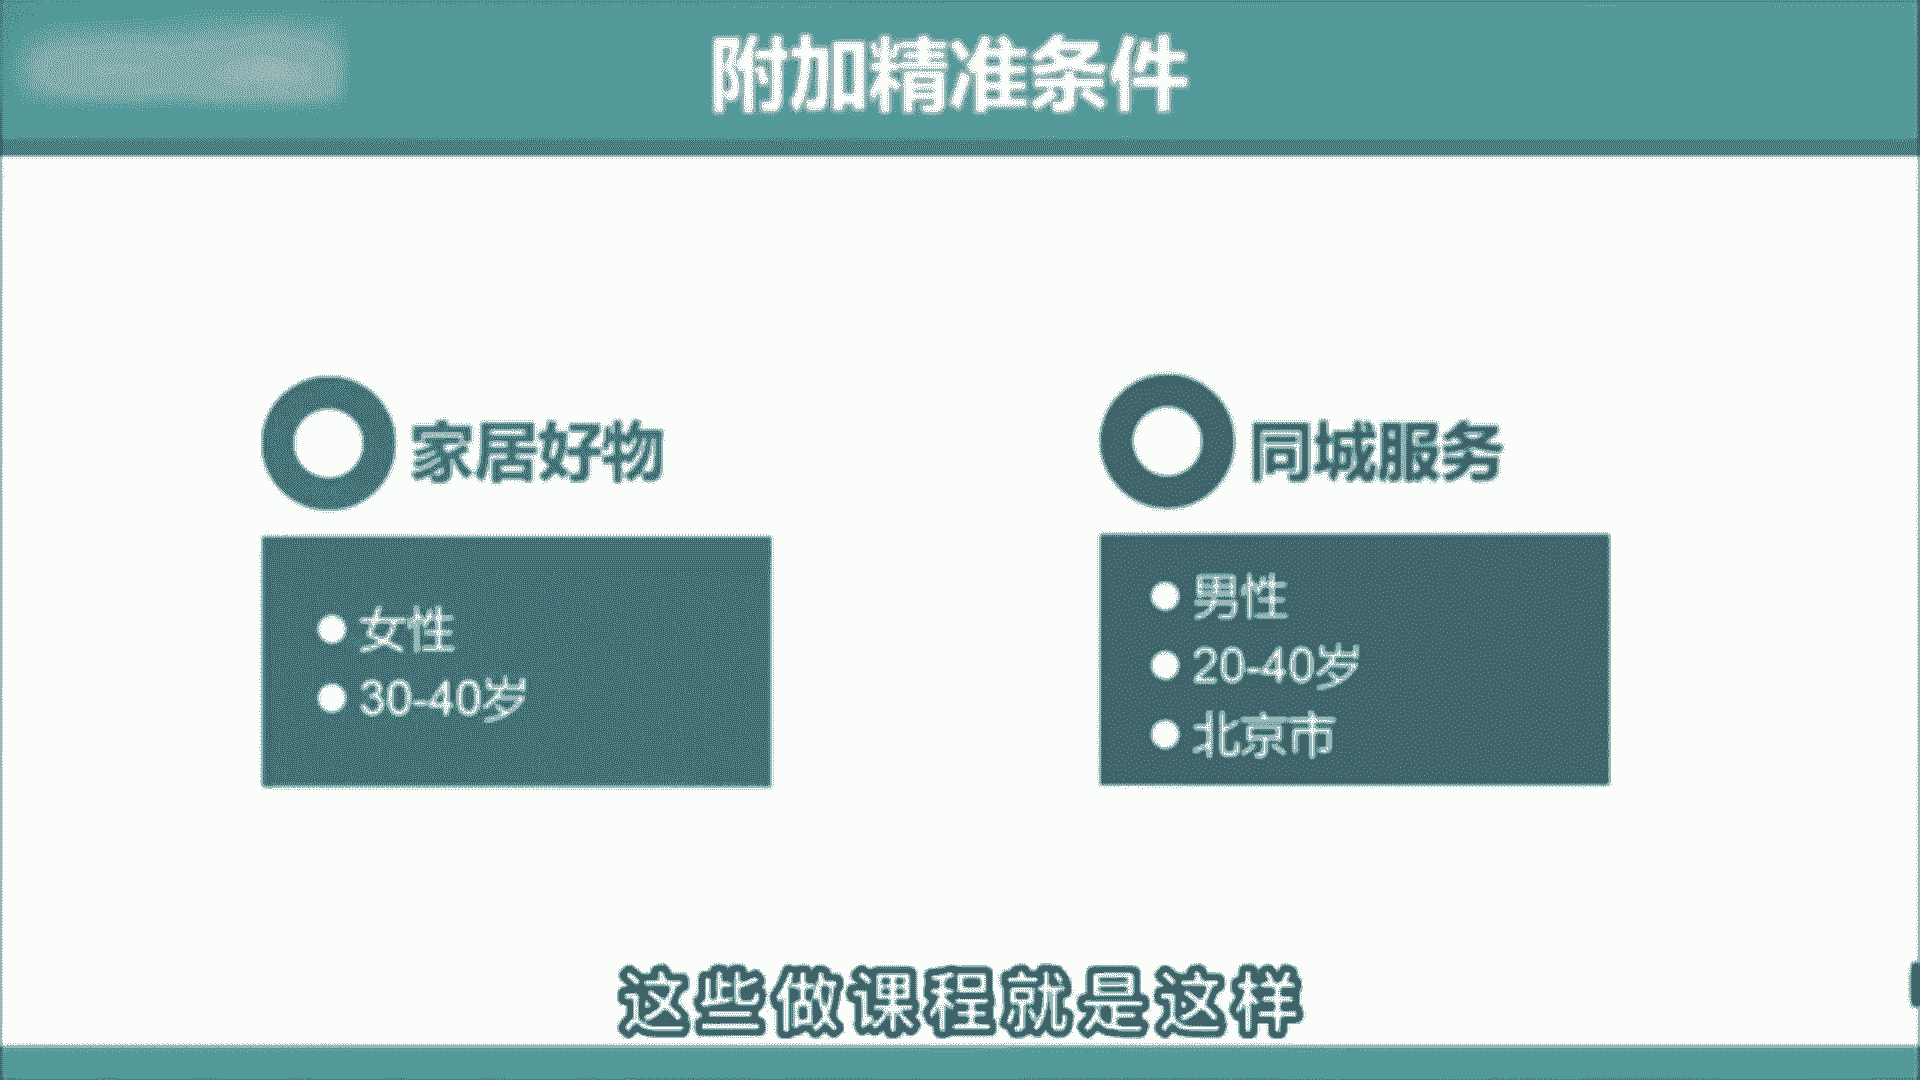 附加精准条件
家居好物
女性
30-40岁
同城服务
男性
20-40岁
北京市
这些做课程就是这样